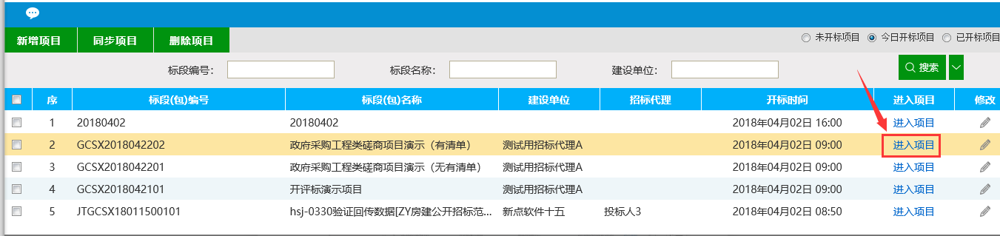 新增项目 同步项目 删除项目 未开标项目 今日开标项目 已开标项目
标段编号： 标段名称： 建设单位： 搜索
序 标段(包)编号 标段(包)名称 建设单位 招标代理 开标时间 进入项目 修改
1 20180402 20180402 2018年04月02日 16:00 进入项目
2 GCSX2018042202 政府采购工程类磋商项目演示（有清单） 测试用招标代理A 2018年04月02日 09:00 进入项目
3 GCSX2018042201 政府采购工程类磋商项目演示（无有清单） 测试用招标代理A 2018年04月02日 09:00 进入项目
4 GCSX2018042101 开评标演示项目 测试用招标代理A 2018年04月02日 09:00 进入项目
5 JTGCSX18011500101 hsj-0330验证回传数据[ZY房建公开招标范... 新点软件十五 投标人3 2018年04月02日 08:50 进入项目